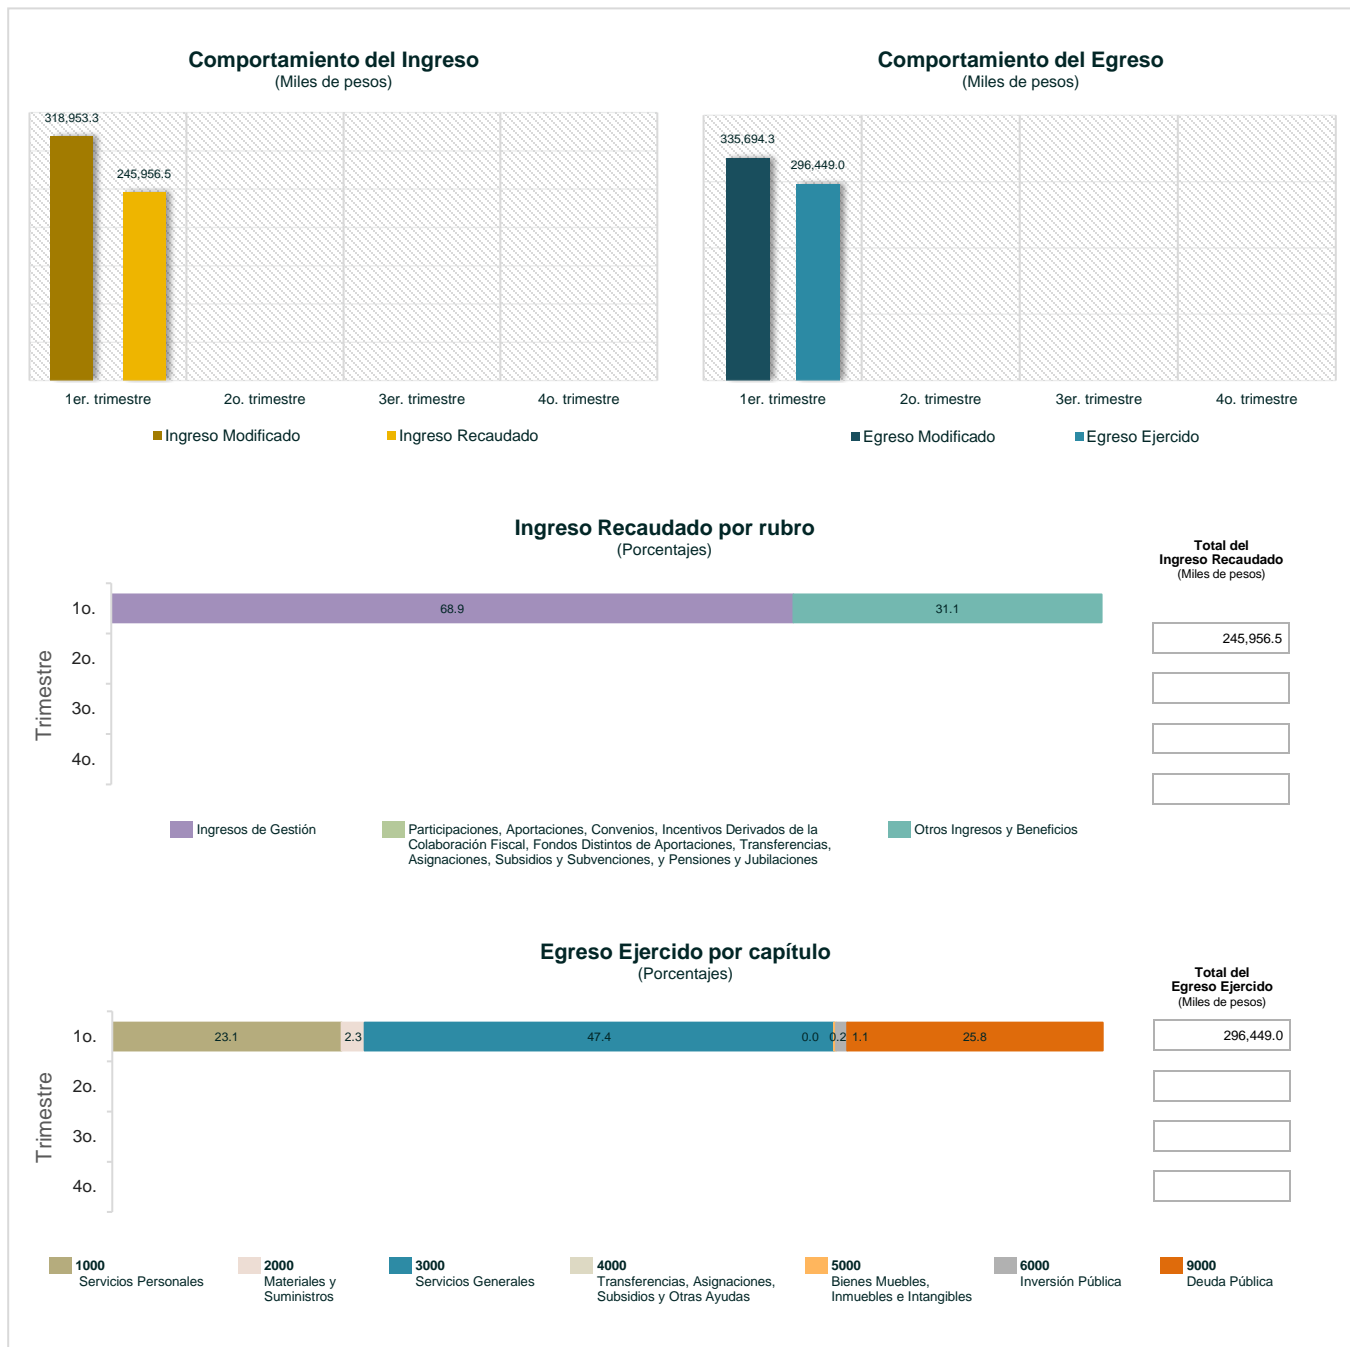 Comportamiento del Ingreso
(Miles de pesos)
318,953.3
245,956.5
1er. trimestre
2o. trimestre
3er. trimestre
4o. trimestre
Ingreso Modificado
Ingreso Recaudado
Comportamiento del Egreso
(Miles de pesos)
335,694.3
296,449.0
1er. trimestre
2o. trimestre
3er. trimestre
4o. trimestre
Egreso Modificado
Egreso Ejercido
Ingreso Recaudado por rubro
(Porcentajes)
Total del
Ingreso Recaudado
(Miles de pesos)
Trimestre
1o.
68.9
31.1
245,956.5
2o.
3o.
4o.
Ingresos de Gestión
Participaciones, Aportaciones, Convenios, Incentivos Derivados de la
Colaboración Fiscal, Fondos Distintos de Aportaciones, Transferencias,
Asignaciones, Subsidios y Subvenciones, y Pensiones y Jubilaciones
Otros Ingresos y Beneficios
Egreso Ejercido por capítulo
(Porcentajes)
Total del
Egreso Ejercido
(Miles de pesos)
Trimestre
1o.
23.1
2.3
47.4
0.0
0.2
1.1
25.8
296,449.0
2o.
3o.
4o.
1000
Servicios Personales
2000
Materiales y
Suministros
3000
Servicios Generales
4000
Transferencias, Asignaciones,
Subsidios y Otras Ayudas
5000
Bienes Muebles,
Inmuebles e Intangibles
6000
Inversión Pública
9000
Deuda Pública